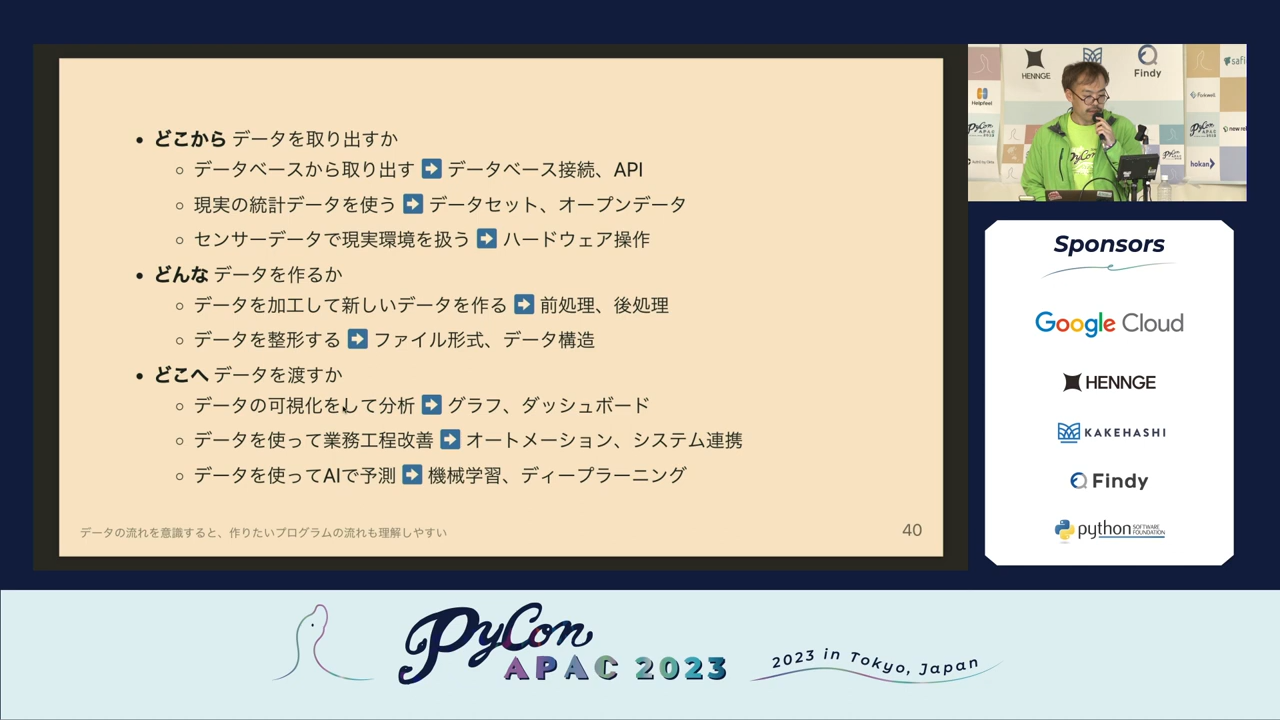 どこから データを取り出すか
データベースから取り出す ➡ データベース接続、API
現実の統計データを使う ➡ データセット、オープンデータ
センサーデータで現実環境を扱う ➡ ハードウェア操作
どんな データを作るか
データを加工して新しいデータを作る ➡ 前処理、後処理
データを整形する ➡ ファイル形式、データ構造
どこへ データを渡すか
データの可視化をして分析 ➡ グラフ、ダッシュボード
データを使って業務工程改善 ➡ オートメーション、システム連携
データを使ってAIで予測 ➡ 機械学習、ディープラーニング
データの流れを意識すると、作りたいプログラムの流れも理解しやすい
40
HENNGE
Findy
Helpfeel
Forkwell
hokan
Sponsors
Google Cloud
HENNGE
KAKEHASHI
Findy
python SOFTWARE FOUNDATION
PyCon
APAC 2023
2023 in Tokyo, Japan